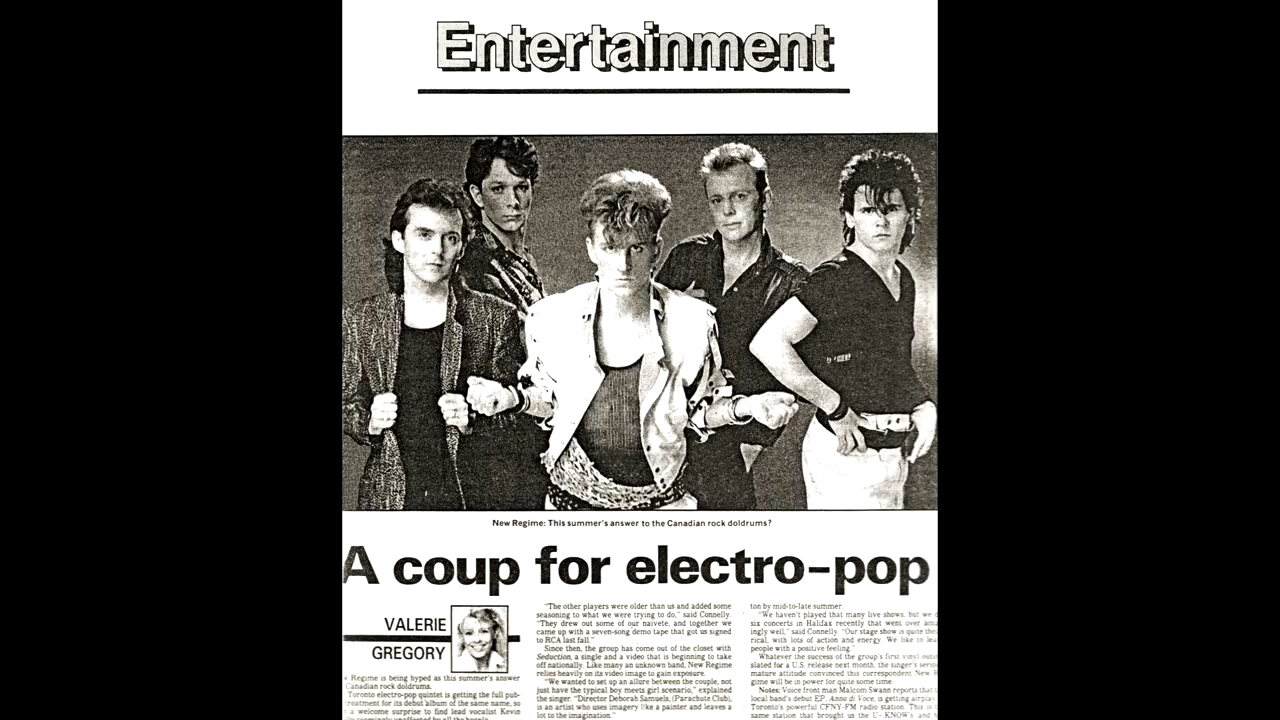 Entertainment
New Regime: This summer's answer to the Canadian rock doldrums?
A coup for electro-pop
VALERIE
GREGORY
Regime is being hyped as this summer's answer
Canadian rock doldrums.
Toronto electro-pop quintet is getting the full pub-
treatment for its debut album of the same name, so
a welcome surprise to find lead vocalist Kevin
seemingly unaffected by all the
"The other players were older than us and added some
seasoning to what we were trying to do," said Connelly.
"They drew out some of our naivete, and together we
came up with a seven-song demo tape that got us signed
to RCA last fall."
Since then, the group has come out of the closet with
Seduction, a single and a video that is beginning to take
off nationally. Like many an unknown band, New Regime
relies heavily on its video image to gain exposure.
"We wanted to set up an allure between the couple, not
just have the typical boy meets girl scenario," explained
the singer. "Director Deborah Samuels, (Parachute Club),
is an artist who uses imagery like a painter and leaves a
lot to the imagination."
ton by mid-to-late summer.
"We haven't played that many live shows, but we
six concerts in Halifax recently that went over
ingly well," said Connelly. "Our stage show is quite
rical, with lots of action and energy. We like to
people with a positive feeling."
Whatever the success of the group's first vinyl
slated for a U.S. release next month, the singer's
mature attitude convinced this correspondent New
gime will be in power for quite some time.
Notes: Voice front man Malcom Swann reports that
local band's debut EP, Anno di Voce, is getting airpla-
Toronto's powerful CFNY-FM radio station. This is
same station that brought us the U- KNOW's and